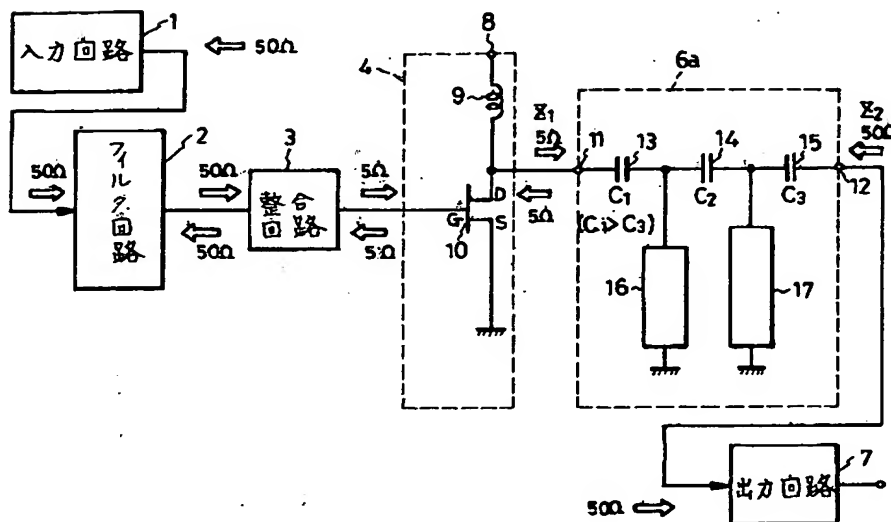 入力回路
1
50Ω
フィルタ回路
2
50Ω
50Ω
50Ω
整合
回路
3
5Ω
5Ω
4
8
9
G
D
S
10
5Ω
Z1
5Ω
11
6a
13
C1
(C1>C3)
14
C2
15
C3
16
17
Z2
50Ω
12
50Ω
出力回路
7